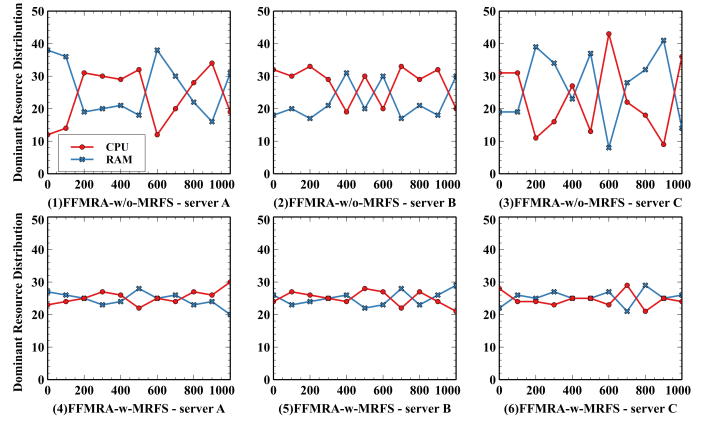 Dominant Resource Distribution
50
40
30
20
10
0
CPU
RAM
0 200 400 600 800 1000
(1)FFMRA-w/o-MRFS - server A
50
40
30
20
10
0
0 200 400 600 800 1000
(2)FFMRA-w/o-MRFS - server B
50
40
30
20
10
0
0 200 400 600 800 1000
(3)FFMRA-w/o-MRFS - server C
Dominant Resource Distribution
50
40
30
20
10
0
0 200 400 600 800 1000
(4)FFMRA-w-MRFS - server A
50
40
30
20
10
0
0 200 400 600 800 1000
(5)FFMRA-w-MRFS - server B
50
40
30
20
10
0
0 200 400 600 800 1000
(6)FFMRA-w-MRFS - server C